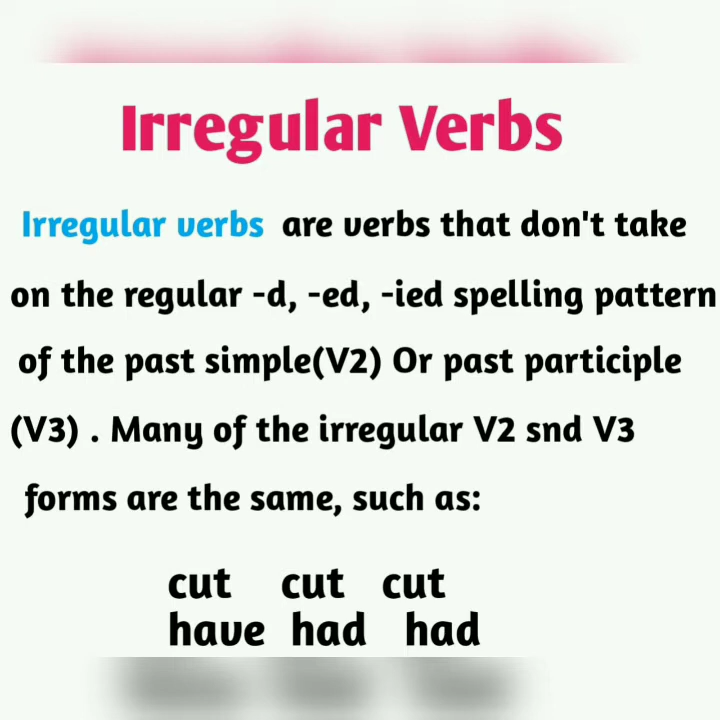 Irregular Verbs
Irregular verbs are verbs that don't take
on the regular -d, -ed, -ied spelling pattern
of the past simple(V2) Or past participle
(V3) . Many of the irregular V2 snd V3
forms are the same, such as:
cut cut cut
have had had